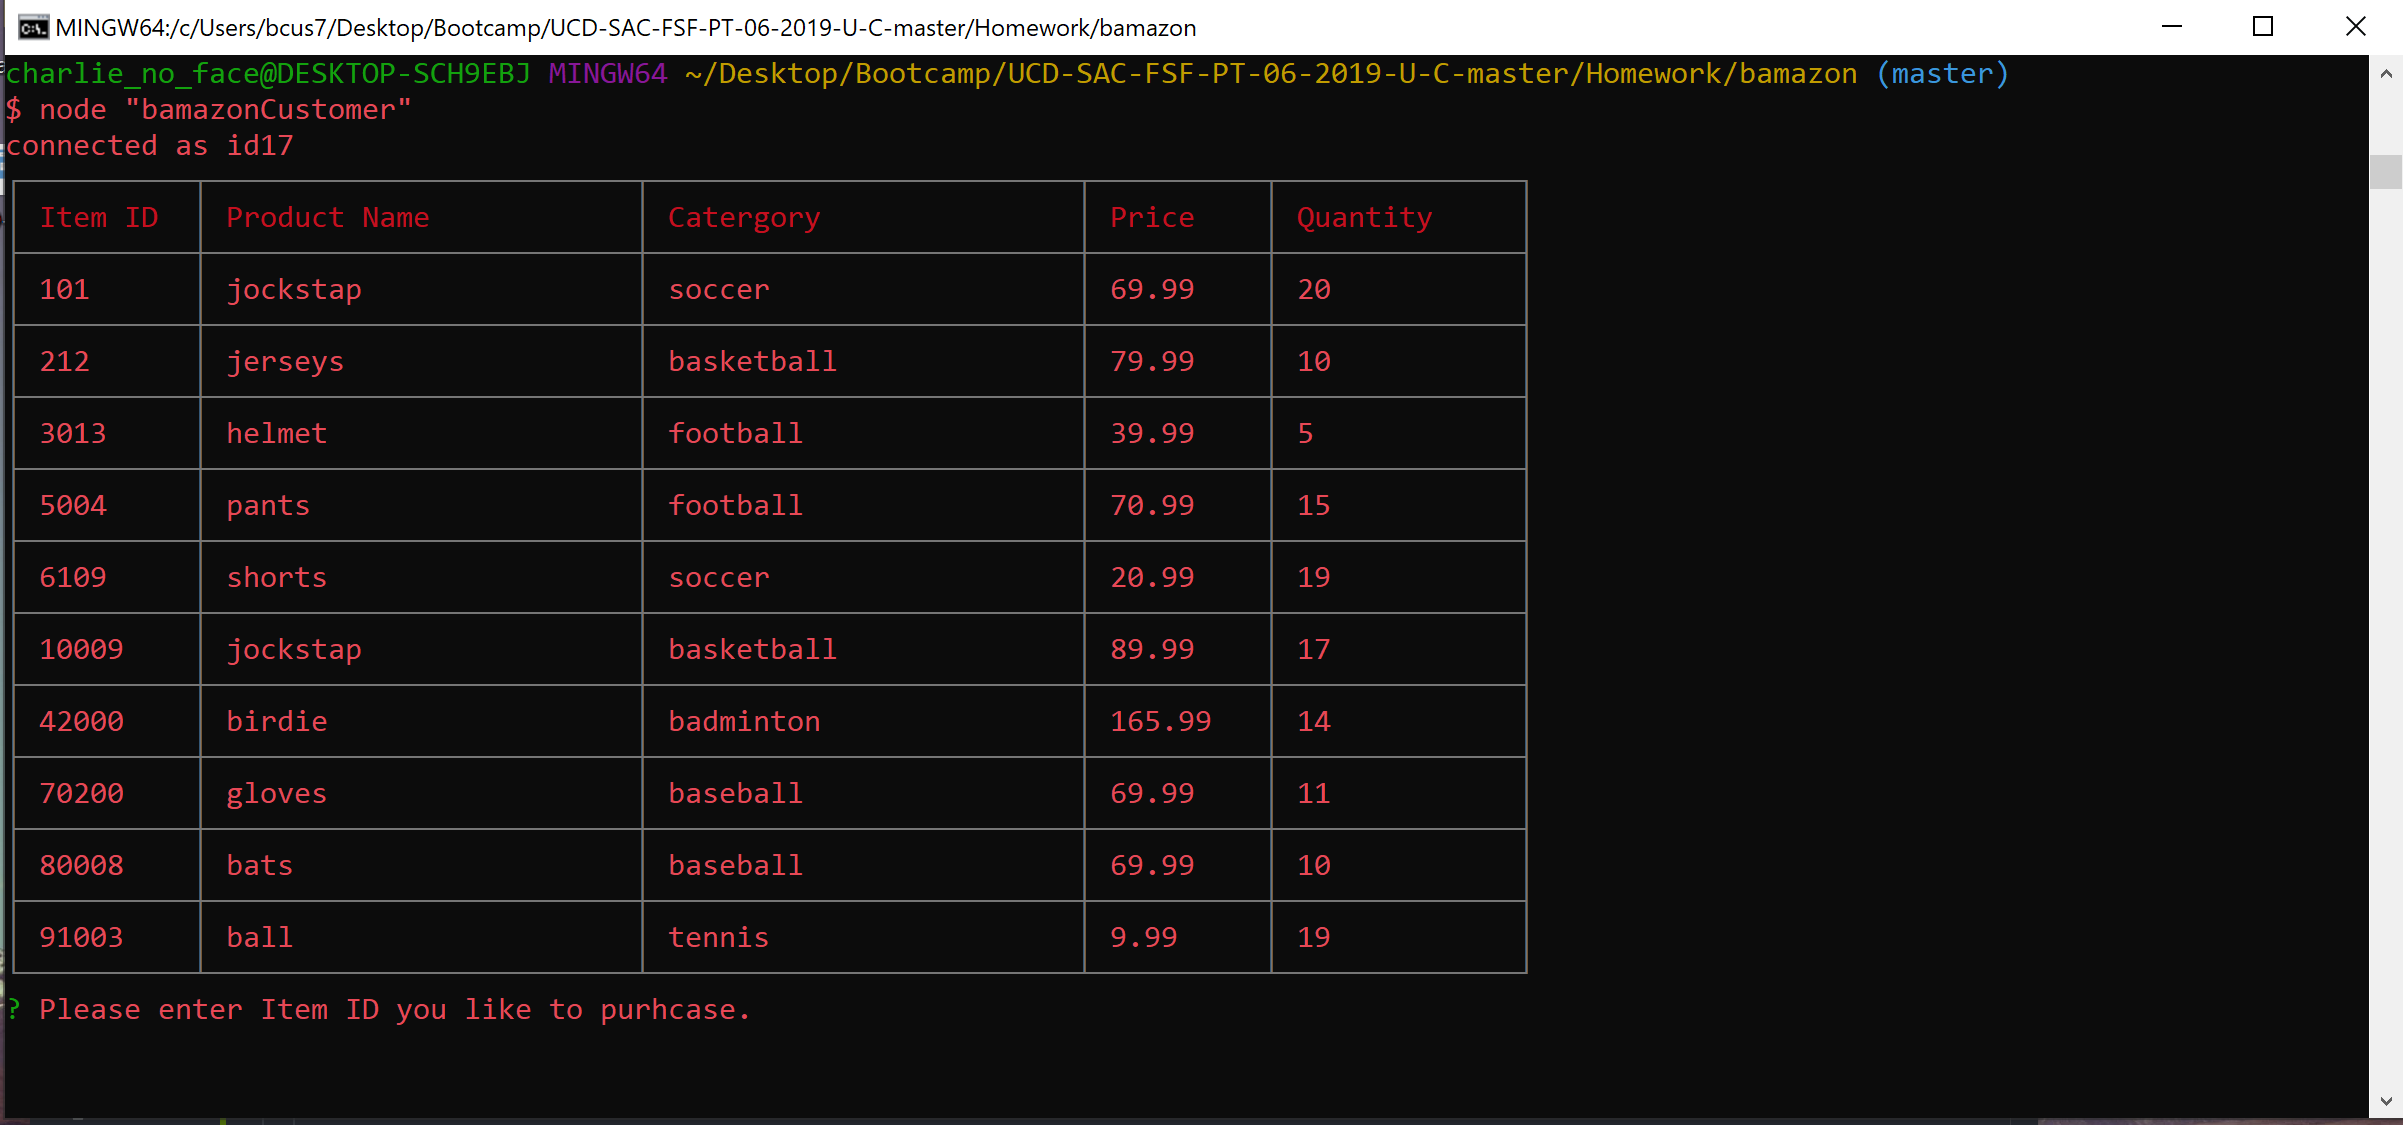 MINGW64:/c/Users/bcus7/Desktop/Bootcamp/UCD-SAC-FSF-PT-06-2019-U-C-master/Homework/bamazon
charlie_no_face@DESKTOP-SCH9EBJ MINGW64 ~/Desktop/Bootcamp/UCD-SAC-FSF-PT-06-2019-U-C-master/Homework/bamazon (master)
$ node "bamazonCustomer"
connected as id17
Item ID Product Name Catergory Price Quantity
101 jockstap soccer 69.99 20
212 jerseys basketball 79.99 10
3013 helmet football 39.99 5
5004 pants football 70.99 15
6109 shorts soccer 20.99 19
10009 jockstap basketball 89.99 17
42000 birdie badminton 165.99 14
70200 gloves baseball 69.99 11
80008 bats baseball 69.99 10
91003 ball tennis 9.99 19
? Please enter Item ID you like to purhcase.